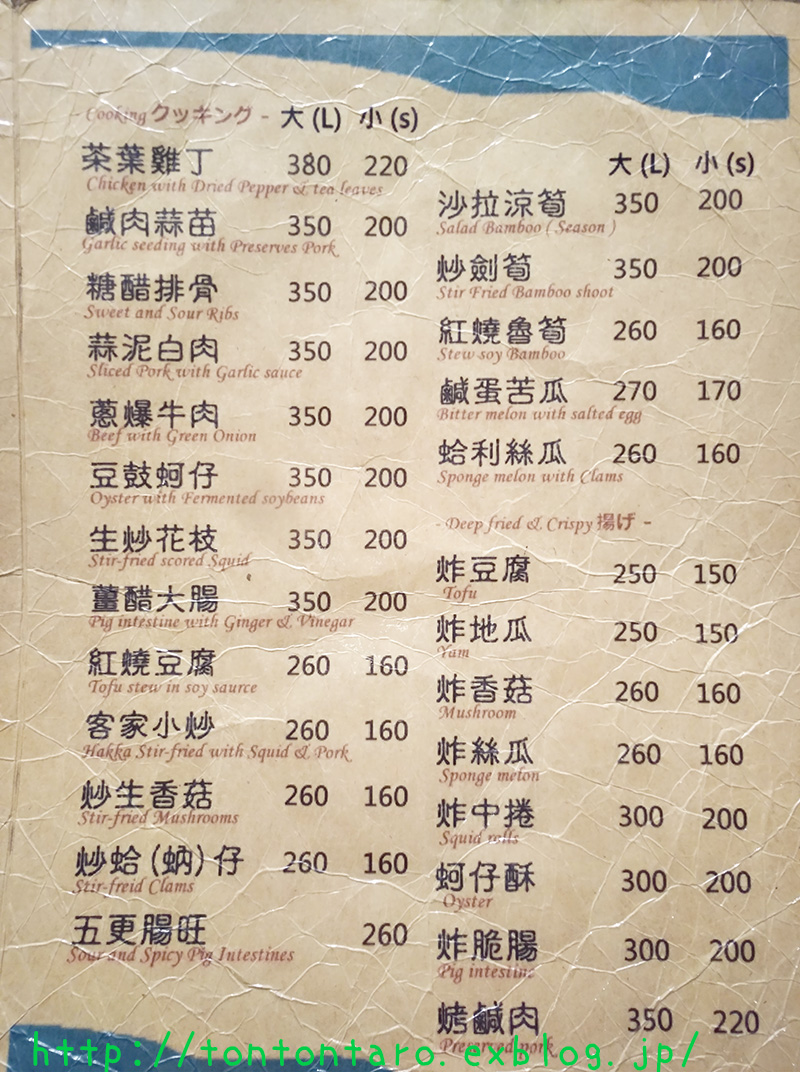 - Cooking クッキング - 大 (L) 小 (s)
茶葉雞丁 380 220
Chicken with Dried Pepper & tea leaves
鹹肉蒜苗 350 200
Garlic seeding with Preserves Pork
糖醋排骨 350 200
Sweet and Sour Ribs
蒜泥白肉 350 200
Sliced Pork with Garlic sauce
蔥爆牛肉 350 200
Beef with Green Onion
豆鼓蚵仔 350 200
Oyster with Fermented soybeans
生炒花枝 350 200
Stir-fried scored Squid
薑醋大腸 350 200
Pig intestine with Ginger & Vinegar
紅燒豆腐 260 160
Tofu stew in soy saurce
客家小炒 260 160
Hakka Stir-fried with Squid & Pork
炒生香菇 260 160
Stir-fried Mushrooms
炒蛤(蚋)仔 260 160
Stir-freid Clams
五更腸旺 260
Sour and Spicy Pig Intestines
大 (L) 小 (s)
沙拉涼筍 350 200
Salad Bamboo ( Season )
炒劍筍 350 200
Stir Fried Bamboo shoot
紅燒魯筍 260 160
Stew soy Bamboo
鹹蛋苦瓜 270 170
Bitter melon with salted egg
蛤利絲瓜 260 160
Sponge melon with Clams
- Deep fried & Crispy 揚げ -
炸豆腐 250 150
Tofu
炸地瓜 250 150
Yam
炸香菇 260 160
Mushroom
炸絲瓜 260 160
Sponge melon
炸中捲 300 200
Squid rolls
蚵仔酥 300 200
Oyster
炸脆腸 300 200
Pig intestine
烤鹹肉 350 220
Preserved pork
http://tontontaro.exblog.jp/